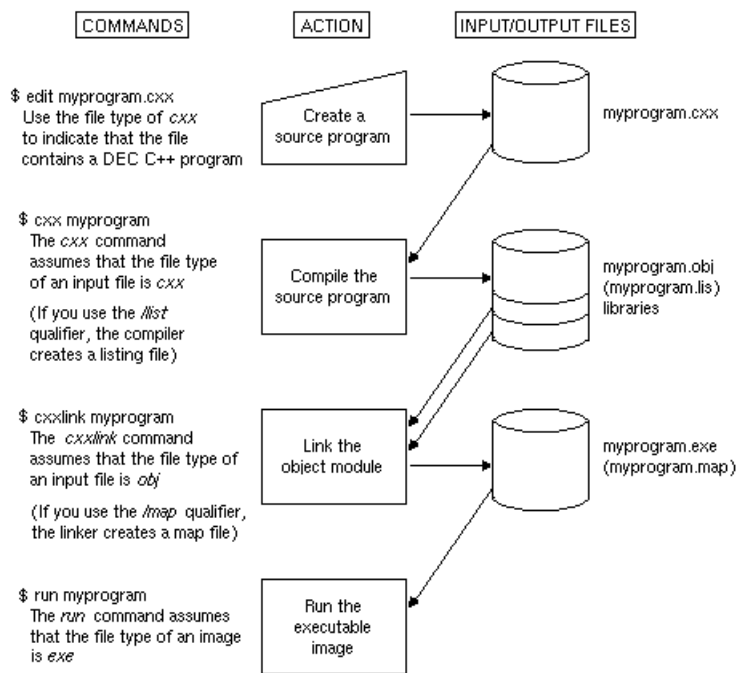 COMMANDS
ACTION
INPUT/OUTPUT FILES
$ edit myprogram.cxx
Use the file type of cxx
to indicate that the file
contains a DEC C++ program
Create a
source program
myprogram.cxx
$ cxx myprogram
The cxx command
assumes that the file type
of an input file is cxx
(If you use the /list
qualifier, the compiler
creates a listing file)
Compile the
source program
myprogram.obj
(myprogram.lis)
libraries
$ cxxlink myprogram
The cxxlink command
assumes that the file type of
an input file is obj
(If you use the /map qualifier,
the linker creates a map file)
Link the
object module
myprogram.exe
(myprogram.map)
$ run myprogram
The run command assumes
that the file type of an image
is exe
Run the
executable
image